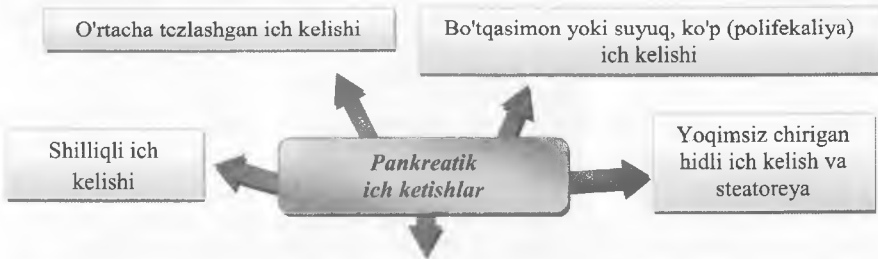 O'rtacha tczlashgan ich kelishi
Bo'tqasimon yoki suyuq, ko'p (polifekaliya)
ich kelishi
Shilliqli ich
kelishi
Pankreatik
ich ketishlar
Yoqimsiz chirigan
hidli ich kelish va
steatoreya